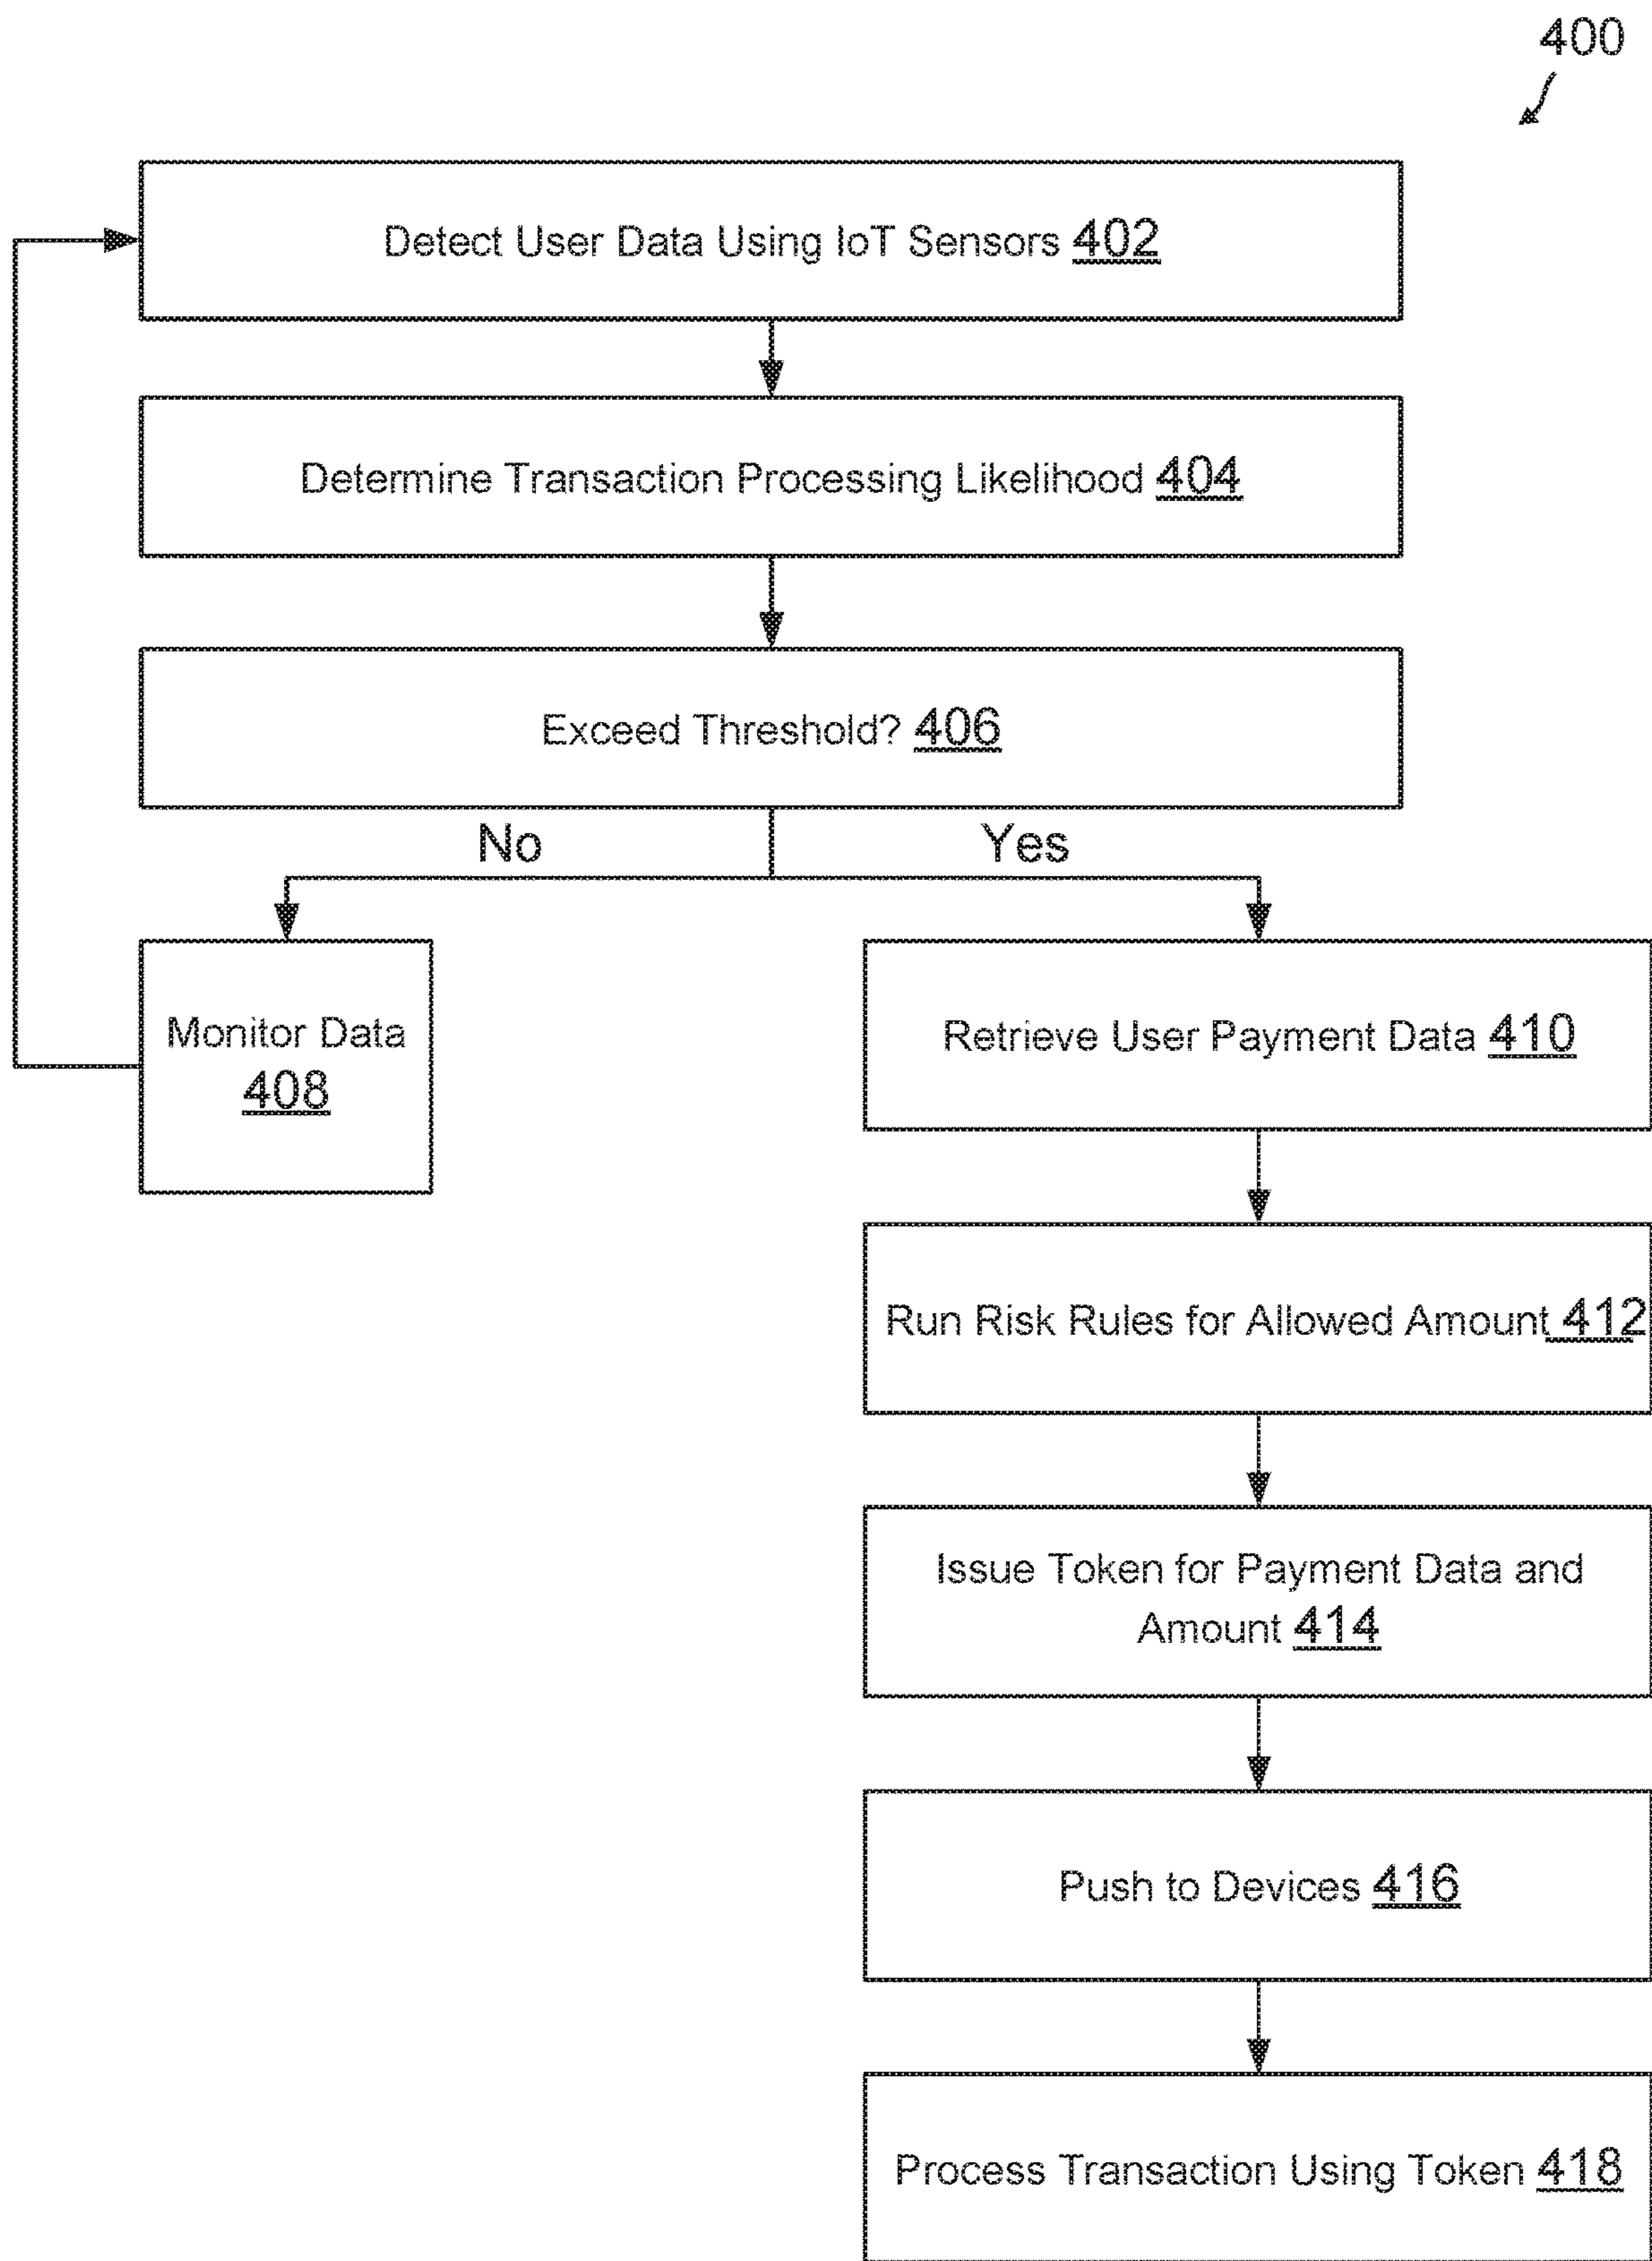 400
Detect User Data Using IoT Sensors 402
Determine Transaction Processing Likelihood 404
Exceed Threshold? 406
No
Yes
Monitor Data
408
Retrieve User Payment Data 410
Run Risk Rules for Allowed Amount 412
Issue Token for Payment Data and
Amount 414
Push to Devices 416
Process Transaction Using Token 418